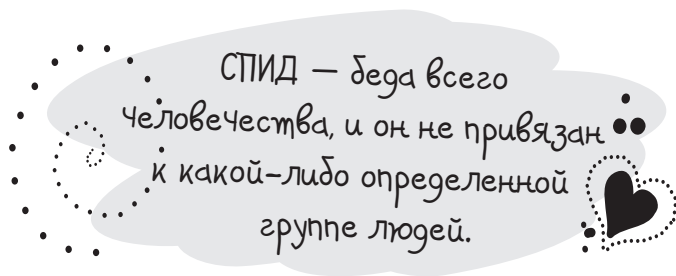 СПИД — беда всего
человечества, и он не привязан
к какой-либо определенной
группе людей.